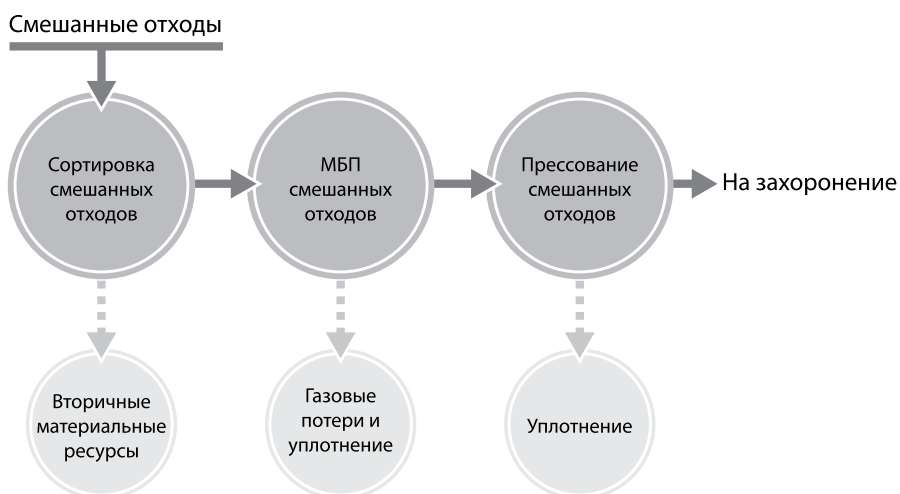 Смешанные отходы
Сортировка
смешанных
отходов
МБП
смешанных
отходов
Прессование
смешанных
отходов
На захоронение
Вторичные
материальные
ресурсы
Газовые
потери и
уплотнение
Уплотнение